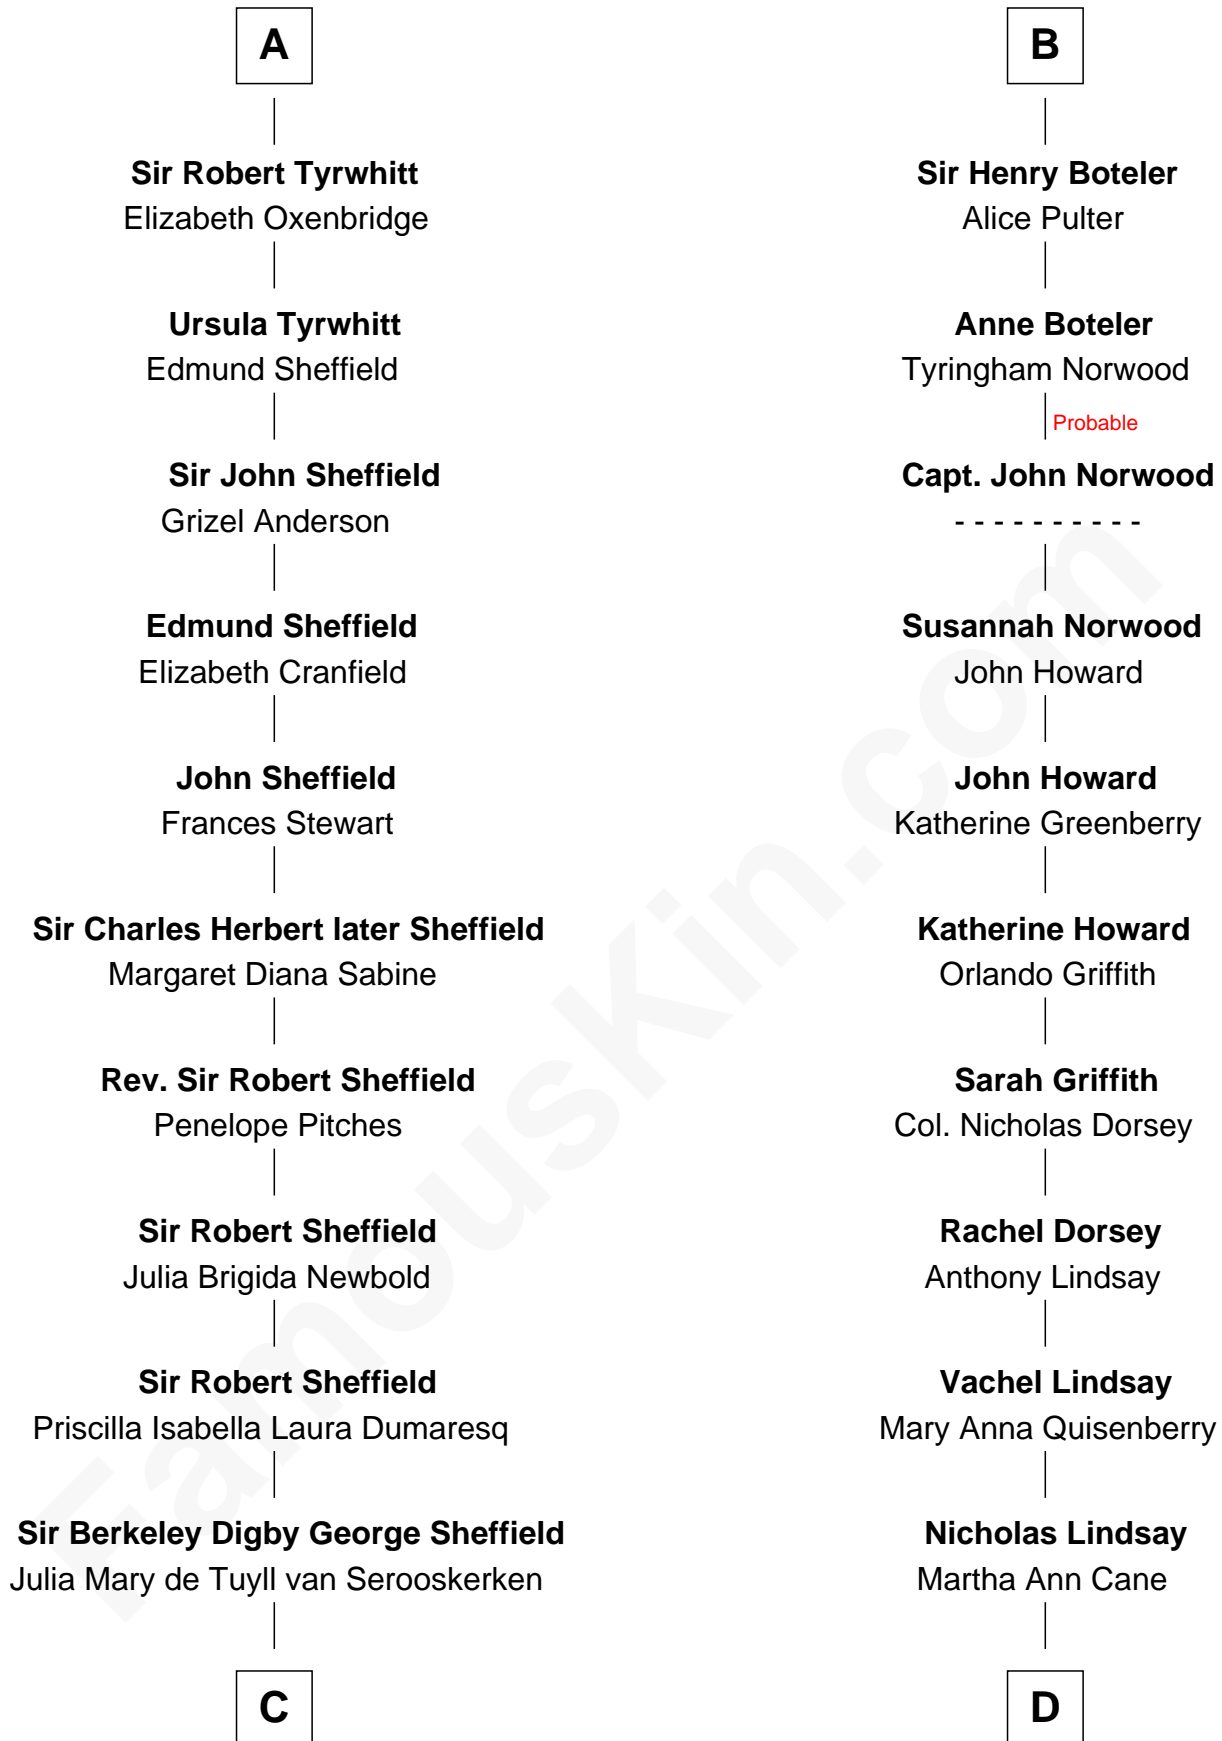 A
Sir Robert Tyrwhitt
Elizabeth Oxenbridge
Ursula Tyrwhitt
Edmund Sheffield
Sir John Sheffield
Grizel Anderson
Edmund Sheffield
Elizabeth Cranfield
John Sheffield
Frances Stewart
Sir Charles Herbert later Sheffield
Margaret Diana Sabine
Rev. Sir Robert Sheffield
Penelope Pitches
Sir Robert Sheffield
Julia Brigida Newbold
Sir Robert Sheffield
Priscilla Isabella Laura Dumaresq
Sir Berkeley Digby George Sheffield
Julia Mary de Tuyll van Serooskerken
C
B
Sir Henry Boteler
Alice Pulter
Anne Boteler
Tyringham Norwood
Probable
Capt. John Norwood
- - - - - - - - - -
Susannah Norwood
John Howard
John Howard
Katherine Greenberry
Katherine Howard
Orlando Griffith
Sarah Griffith
Col. Nicholas Dorsey
Rachel Dorsey
Anthony Lindsay
Vachel Lindsay
Mary Anna Quisenberry
Nicholas Lindsay
Martha Ann Cane
D
FamousKin.com